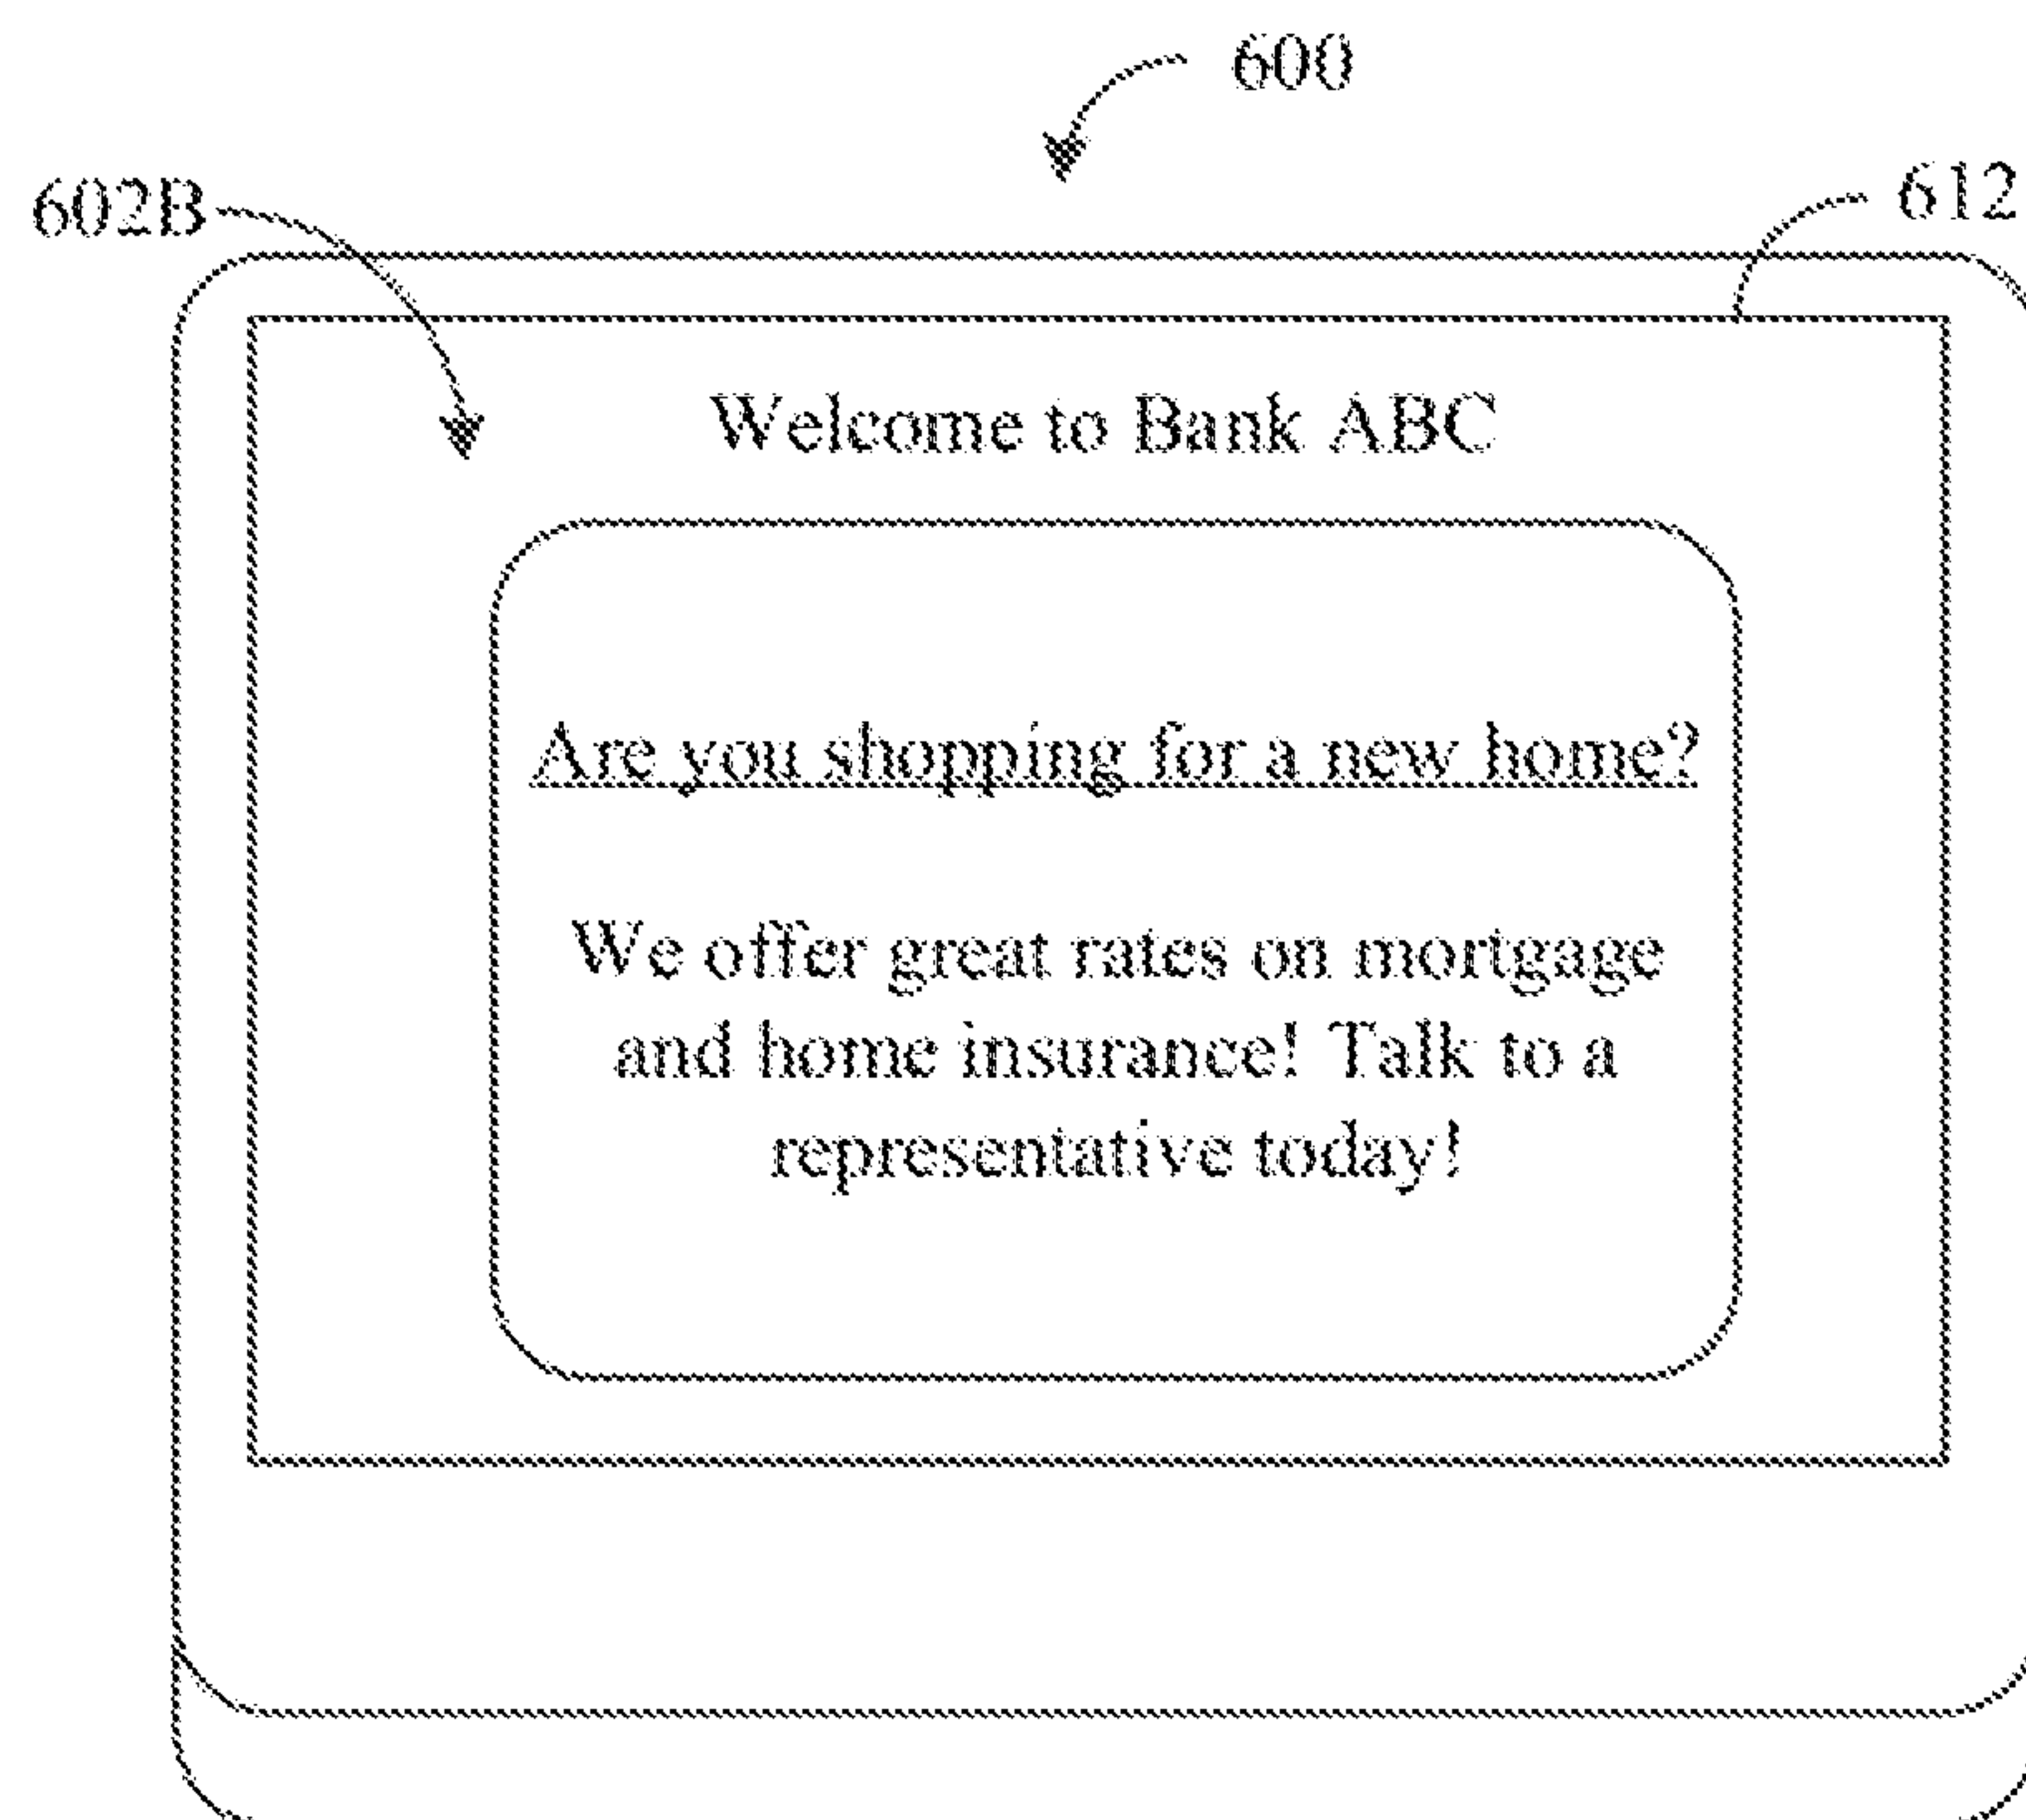 600
602B
612
Welcome to Bank ABC
Are you shopping for a new home?
We offer great rates on mortgage
and home insurance! Talk to a
representative today!